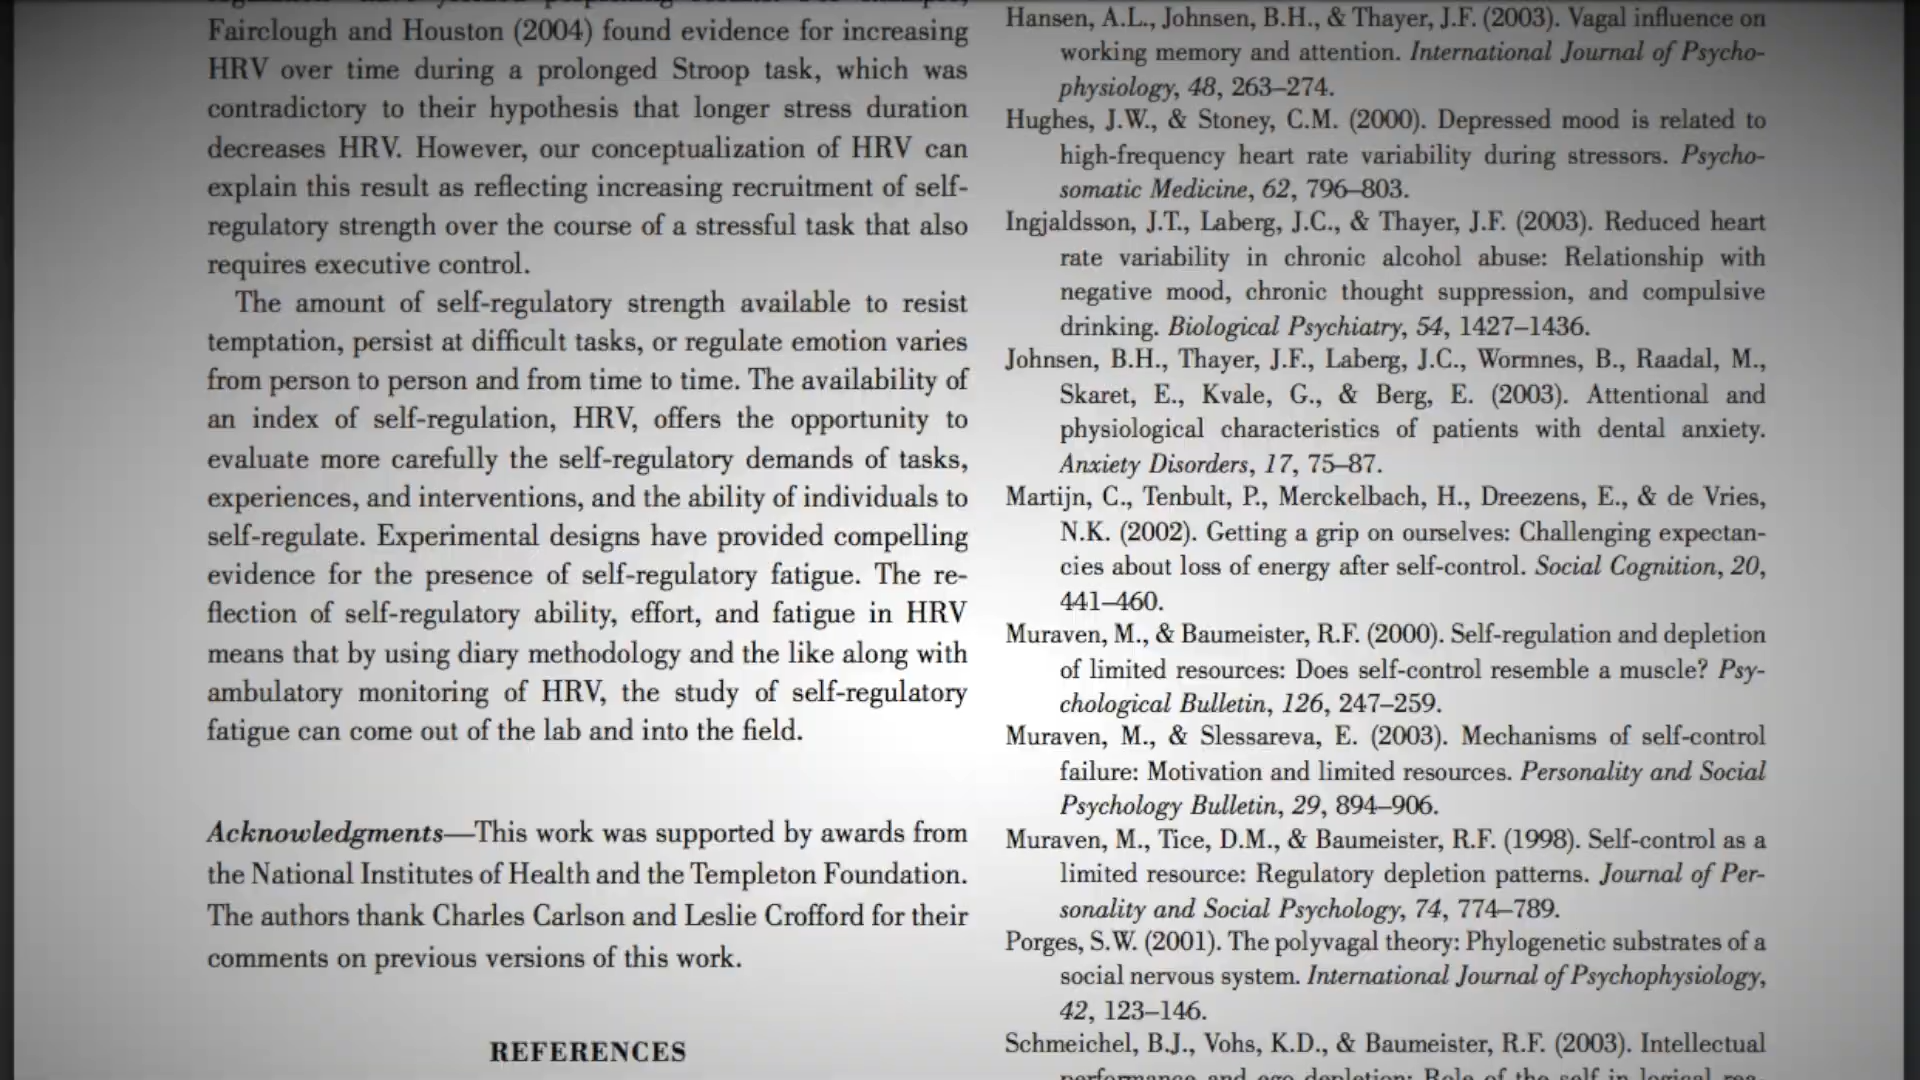 Fairclough and Houston (2004) found evidence for increasing
HRV over time during a prolonged Stroop task, which was
contradictory to their hypothesis that longer stress duration
decreases HRV. However, our conceptualization of HRV can
explain this result as reflecting increasing recruitment of self-
regulatory strength over the course of a stressful task that also
requires executive control.
The amount of self-regulatory strength available to resist
temptation, persist at difficult tasks, or regulate emotion varies
from person to person and from time to time. The availability of
an index of self-regulation, HRV, offers the opportunity to
evaluate more carefully the self-regulatory demands of tasks,
experiences, and interventions, and the ability of individuals to
self-regulate. Experimental designs have provided compelling
evidence for the presence of self-regulatory fatigue. The re-
flection of self-regulatory ability, effort, and fatigue in HRV
means that by using diary methodology and the like along with
ambulatory monitoring of HRV, the study of self-regulatory
fatigue can come out of the lab and into the field.
Acknowledgments—This work was supported by awards from
the National Institutes of Health and the Templeton Foundation.
The authors thank Charles Carlson and Leslie Crofford for their
comments on previous versions of this work.
REFERENCES
Hansen, A.L., Johnsen, B.H., & Thayer, J.F. (2003). Vagal influence on
working memory and attention. International Journal of Psycho-
physiology, 48, 263–274.
Hughes, J.W., & Stoney, C.M. (2000). Depressed mood is related to
high-frequency heart rate variability during stressors. Psycho-
somatic Medicine, 62, 796–803.
Ingjaldsson, J.T., Laberg, J.C., & Thayer, J.F. (2003). Reduced heart
rate variability in chronic alcohol abuse: Relationship with
negative mood, chronic thought suppression, and compulsive
drinking. Biological Psychiatry, 54, 1427–1436.
Johnsen, B.H., Thayer, J.F., Laberg, J.C., Wormnes, B., Raadal, M.,
Skaret, E., Kvale, G., & Berg, E. (2003). Attentional and
physiological characteristics of patients with dental anxiety.
Anxiety Disorders, 17, 75–87.
Martijn, C., Tenbult, P., Merckelbach, H., Dreezens, E., & de Vries,
N.K. (2002). Getting a grip on ourselves: Challenging expectan-
cies about loss of energy after self-control. Social Cognition, 20,
441–460.
Muraven, M., & Baumeister, R.F. (2000). Self-regulation and depletion
of limited resources: Does self-control resemble a muscle? Psy-
chological Bulletin, 126, 247–259.
Muraven, M., & Slessareva, E. (2003). Mechanisms of self-control
failure: Motivation and limited resources. Personality and Social
Psychology Bulletin, 29, 894–906.
Muraven, M., Tice, D.M., & Baumeister, R.F. (1998). Self-control as a
limited resource: Regulatory depletion patterns. Journal of Per-
sonality and Social Psychology, 74, 774–789.
Porges, S.W. (2001). The polyvagal theory: Phylogenetic substrates of a
social nervous system. International Journal of Psychophysiology,
42, 123–146.
Schmeichel, B.J., Vohs, K.D., & Baumeister, R.F. (2003). Intellectual
performance and ego depletion: Role of the self in logical rea-